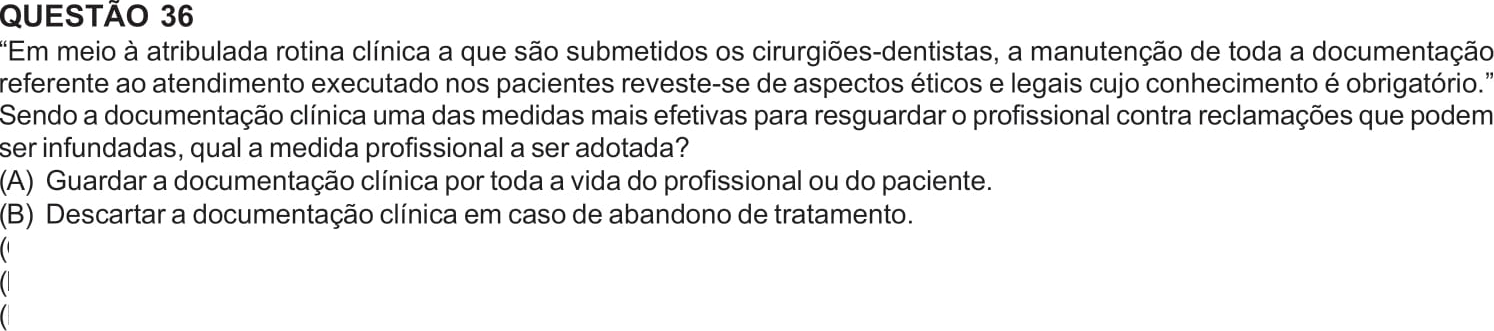 QUESTÃO 36
“Em meio à atribulada rotina clínica a que são submetidos os cirurgiões-dentistas, a manutenção de toda a documentação
referente ao atendimento executado nos pacientes reveste-se de aspectos éticos e legais cujo conhecimento é obrigatório.”
Sendo a documentação clínica uma das medidas mais efetivas para resguardar o profissional contra reclamações que podem
ser infundadas, qual a medida profissional a ser adotada?
(A) Guardar a documentação clínica por toda a vida do profissional ou do paciente.
(B) Descartar a documentação clínica em caso de abandono de tratamento.
(
(
(